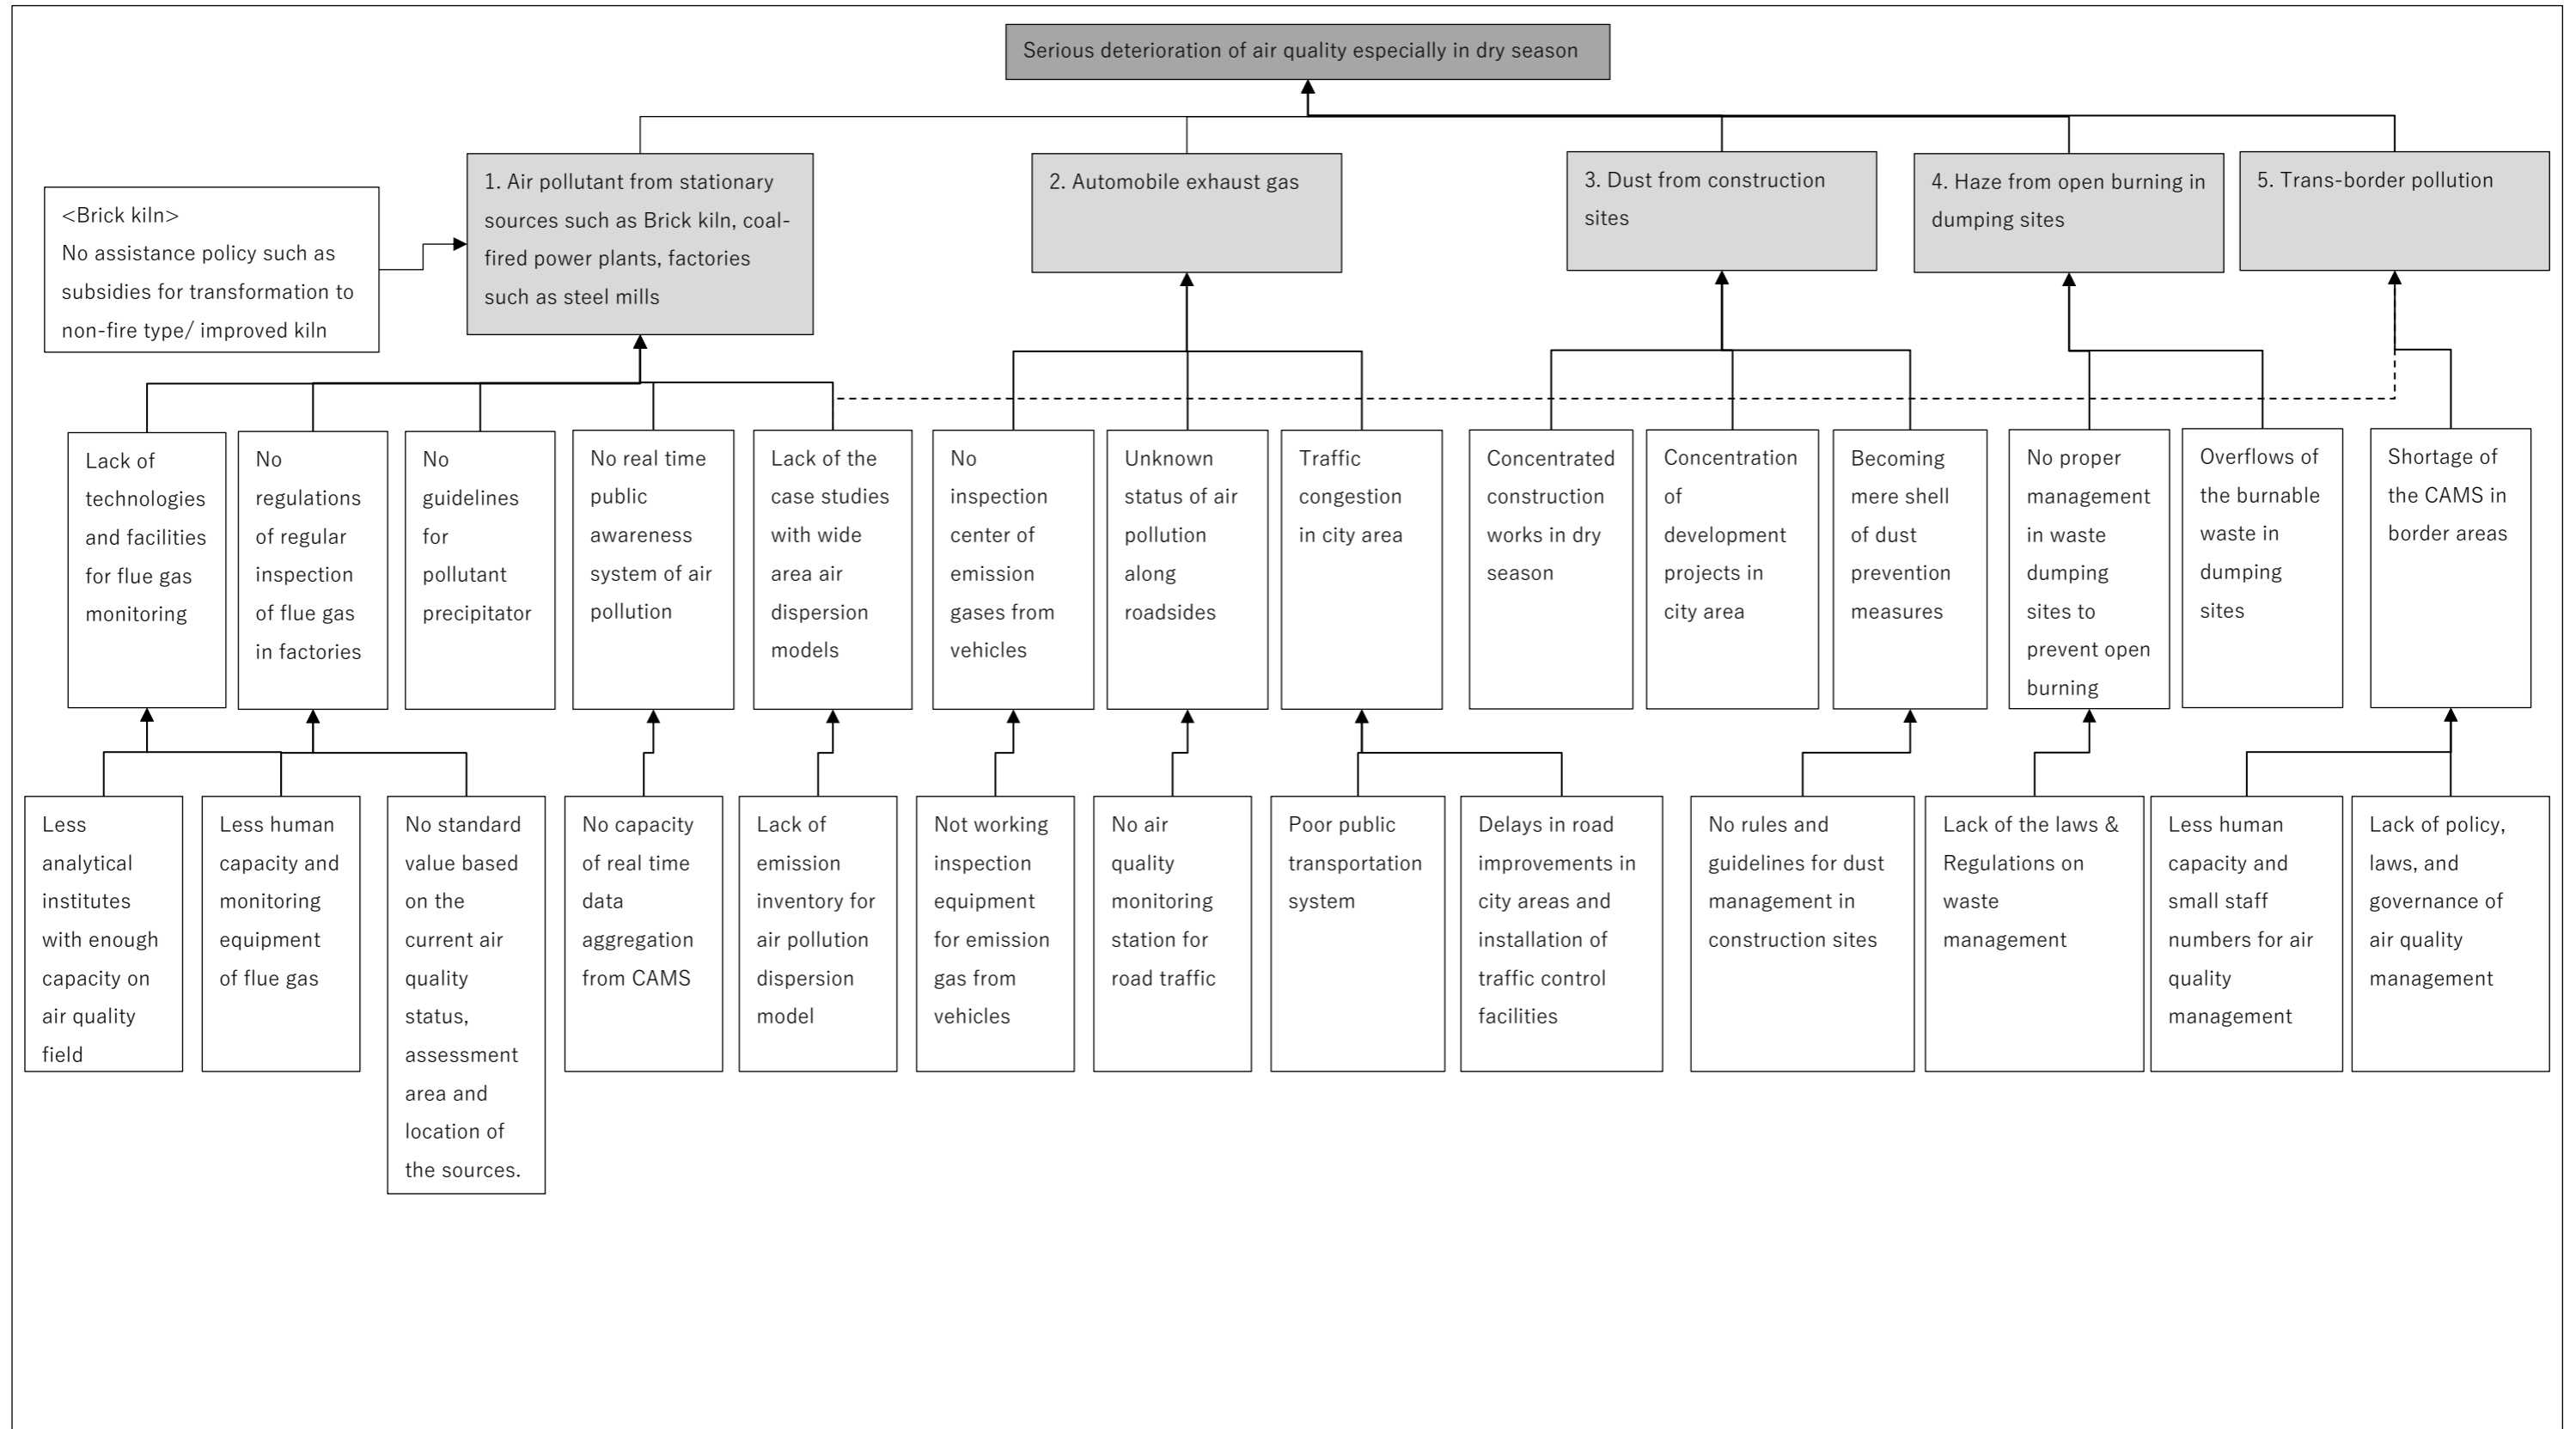 Serious deterioration of air quality especially in dry season
<Brick kiln>
No assistance policy such as
subsidies for transformation to
non-fire type/ improved kiln
1. Air pollutant from stationary
sources such as Brick kiln, coal-
fired power plants, factories
such as steel mills
2. Automobile exhaust gas
3. Dust from construction
sites
4. Haze from open burning in
dumping sites
5. Trans-border pollution
Lack of
technologies
and facilities
for flue gas
monitoring
No
regulations
of regular
inspection
of flue gas
in factories
No
guidelines
for
pollutant
precipitator
No real time
public
awareness
system of air
pollution
Lack of the
case studies
with wide
area air
dispersion
models
No
inspection
center of
emission
gases from
vehicles
Unknown
status of air
pollution
along
roadsides
Traffic
congestion
in city area
Concentrated
construction
works in dry
season
Concentration
of
development
projects in
city area
Becoming
mere shell
of dust
prevention
measures
No proper
management
in waste
dumping
sites to
prevent open
burning
Overflows of
the burnable
waste in
dumping
sites
Shortage of
the CAMS in
border areas
Less
analytical
institutes
with enough
capacity on
air quality
field
Less human
capacity and
monitoring
equipment
of flue gas
No standard
value based
on the
current air
quality
status,
assessment
area and
location of
the sources.
No capacity
of real time
data
aggregation
from CAMS
Lack of
emission
inventory for
air pollution
dispersion
model
Not working
inspection
equipment
for emission
gas from
vehicles
No air
quality
monitoring
station for
road traffic
Poor public
transportation
system
Delays in road
improvements in
city areas and
installation of
traffic control
facilities
No rules and
guidelines for dust
management in
construction sites
Lack of the laws &
Regulations on
waste
management
Less human
capacity and
small staff
numbers for air
quality
management
Lack of policy,
laws, and
governance of
air quality
management